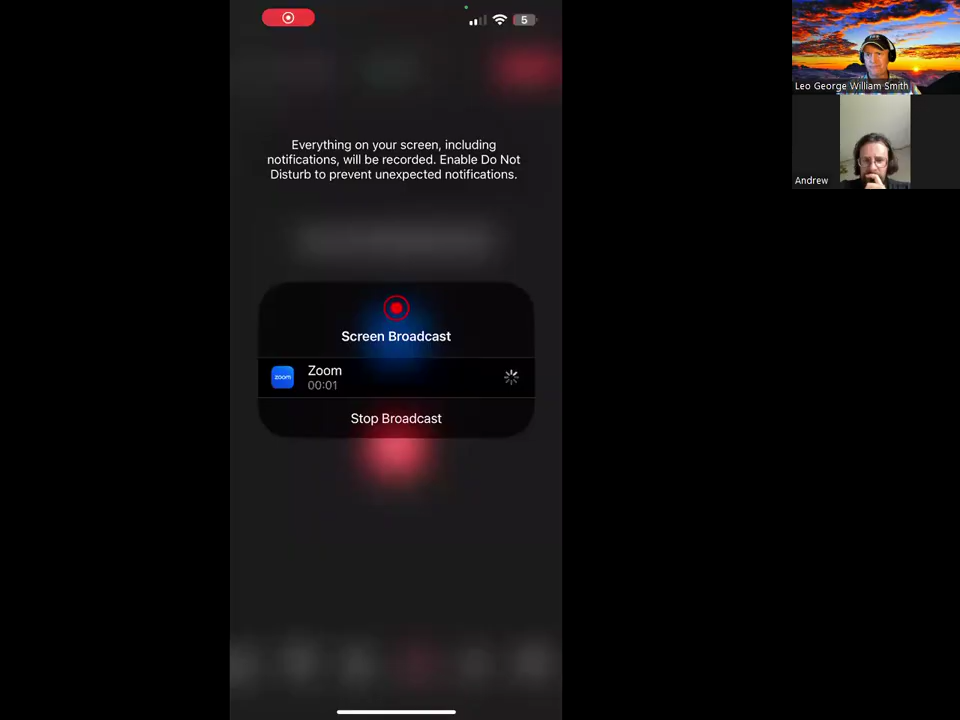 5
Everything on your screen, including
notifications, will be recorded. Enable Do Not
Disturb to prevent unexpected notifications.
Screen Broadcast
zoom
Zoom
00:01
Stop Broadcast
Leo George William Smith
Andrew